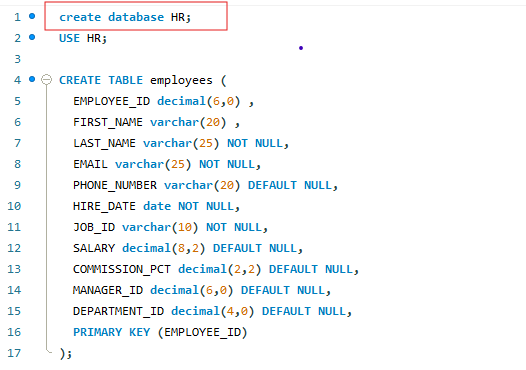 1 create database HR;
2 USE HR;
3
4 CREATE TABLE employees (
5 EMPLOYEE_ID decimal(6,0) ,
6 FIRST_NAME varchar(20) ,
7 LAST_NAME varchar(25) NOT NULL,
8 EMAIL varchar(25) NOT NULL,
9 PHONE_NUMBER varchar(20) DEFAULT NULL,
10 HIRE_DATE date NOT NULL,
11 JOB_ID varchar(10) NOT NULL,
12 SALARY decimal(8,2) DEFAULT NULL,
13 COMMISSION_PCT decimal(2,2) DEFAULT NULL,
14 MANAGER_ID decimal(6,0) DEFAULT NULL,
15 DEPARTMENT_ID decimal(4,0) DEFAULT NULL,
16 PRIMARY KEY (EMPLOYEE_ID)
17 );